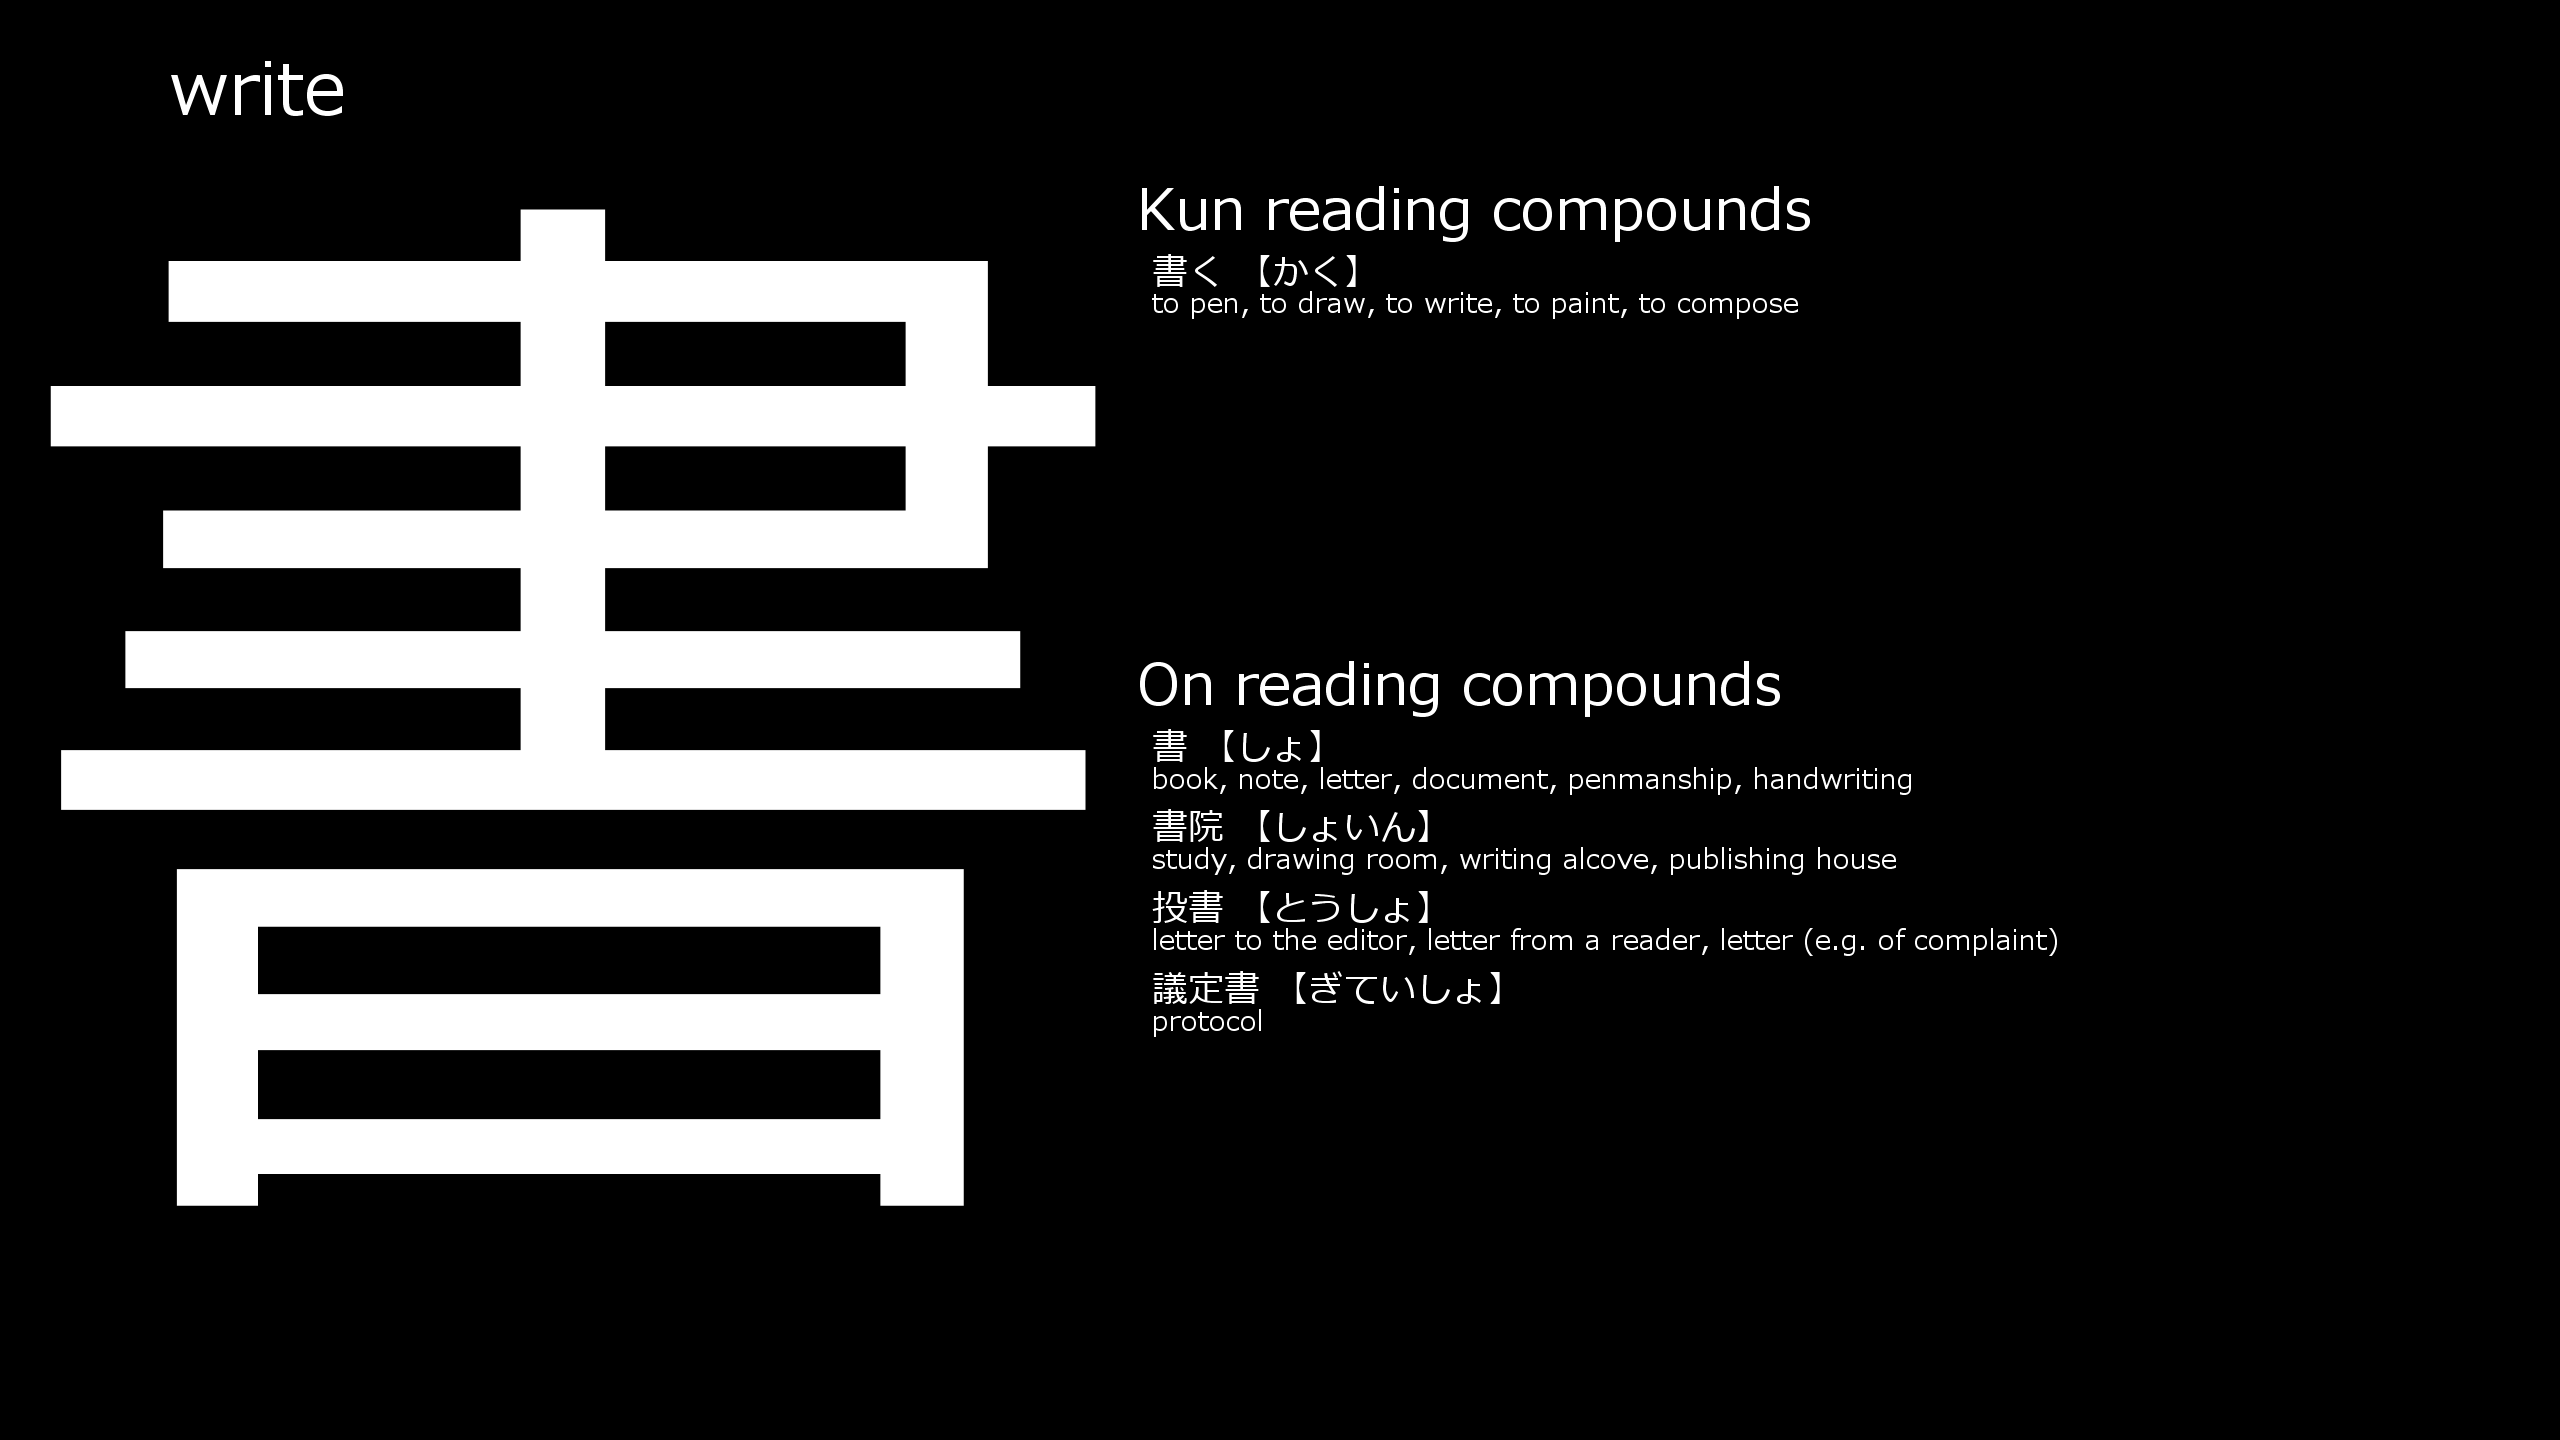 write
書
Kun reading compounds
書く 【かく】
to pen, to draw, to write, to paint, to compose
On reading compounds
書 【しょ】
book, note, letter, document, penmanship, handwriting
書院 【しょいん】
study, drawing room, writing alcove, publishing house
投書 【とうしょ】
letter to the editor, letter from a reader, letter (e.g. of complaint)
議定書 【ぎていしょ】
protocol